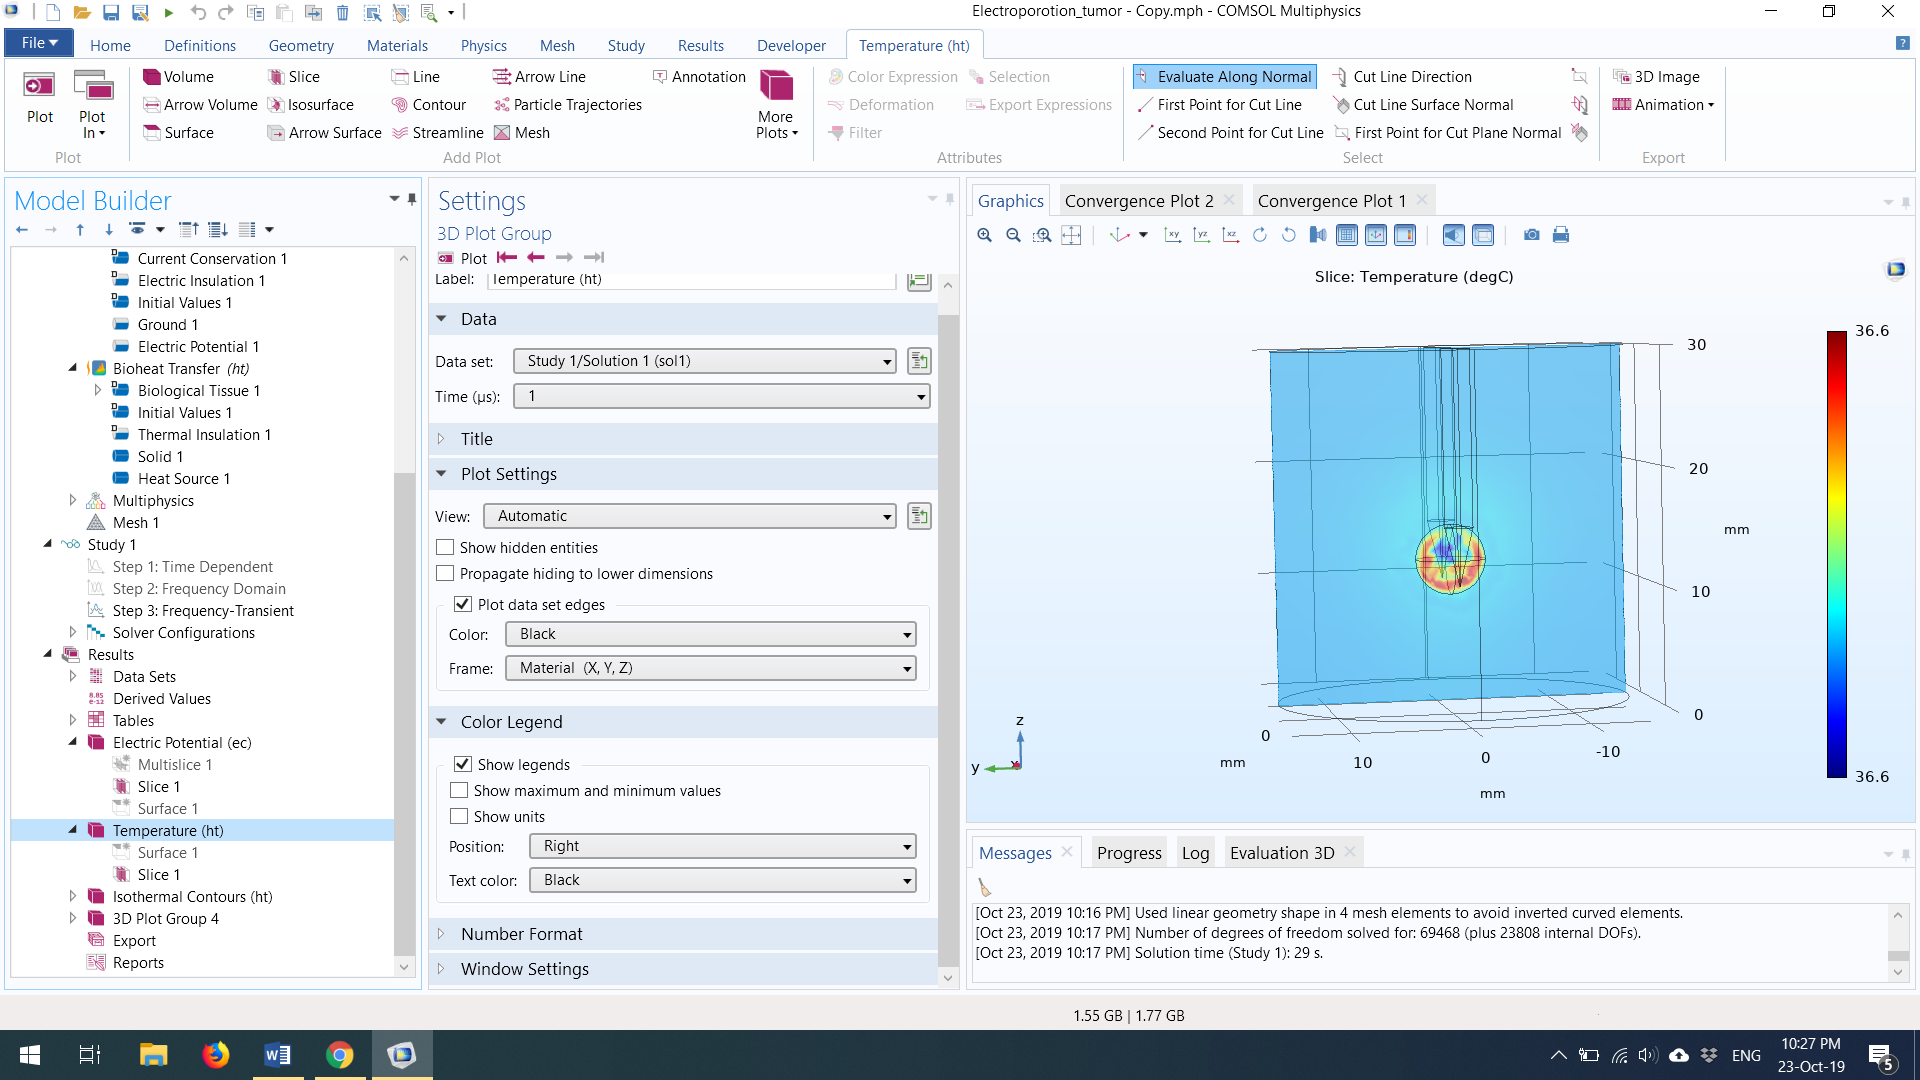 Electroporotion_tumor - Copy.mph - COMSOL Multiphysics
File
Home
Definitions
Geometry
Materials
Physics
Mesh
Study
Results
Developer
Temperature (ht)
Plot
Plot In
Plot
Volume
Arrow Volume
Surface
Slice
Isosurface
Arrow Surface
Line
Contour
Streamline
Arrow Line
Particle Trajectories
Mesh
Annotation
More Plots
Add Plot
Color Expression
Deformation
Filter
Selection
Export Expressions
Attributes
Evaluate Along Normal
First Point for Cut Line
Second Point for Cut Line
Cut Line Direction
Cut Line Surface Normal
First Point for Cut Plane Normal
Select
3D Image
Animation
Export
Model Builder
Current Conservation 1
Electric Insulation 1
Initial Values 1
Ground 1
Electric Potential 1
Bioheat Transfer (ht)
Biological Tissue 1
Initial Values 1
Thermal Insulation 1
Solid 1
Heat Source 1
Multiphysics
Mesh 1
Study 1
Step 1: Time Dependent
Step 2: Frequency Domain
Step 3: Frequency-Transient
Solver Configurations
Results
Data Sets
8.85
e-12
Derived Values
Tables
Electric Potential (ec)
Multislice 1
Slice 1
Surface 1
Temperature (ht)
Surface 1
Slice 1
Isothermal Contours (ht)
3D Plot Group 4
Export
Reports
Settings
3D Plot Group
Plot
Label: Temperature (ht)
Data
Data set: Study 1/Solution 1 (sol1)
Time (μs): 1
Title
Plot Settings
View: Automatic
Show hidden entities
Propagate hiding to lower dimensions
Plot data set edges
Color: Black
Frame: Material (X, Y, Z)
Color Legend
Show legends
Show maximum and minimum values
Show units
Position: Right
Text color: Black
Number Format
Window Settings
Graphics
Convergence Plot 2
Convergence Plot 1
xy
yz
xz
Slice: Temperature (degC)
36.6
30
20
mm
10
0
36.6
0
mm
10
0
-10
mm
z
y
x
Messages
Progress
Log
Evaluation 3D
[Oct 23, 2019 10:16 PM] Used linear geometry shape in 4 mesh elements to avoid inverted curved elements.
[Oct 23, 2019 10:17 PM] Number of degrees of freedom solved for: 69468 (plus 23808 internal DOFs).
[Oct 23, 2019 10:17 PM] Solution time (Study 1): 29 s.
1.55 GB | 1.77 GB
ENG
10:27 PM
23-Oct-19
5